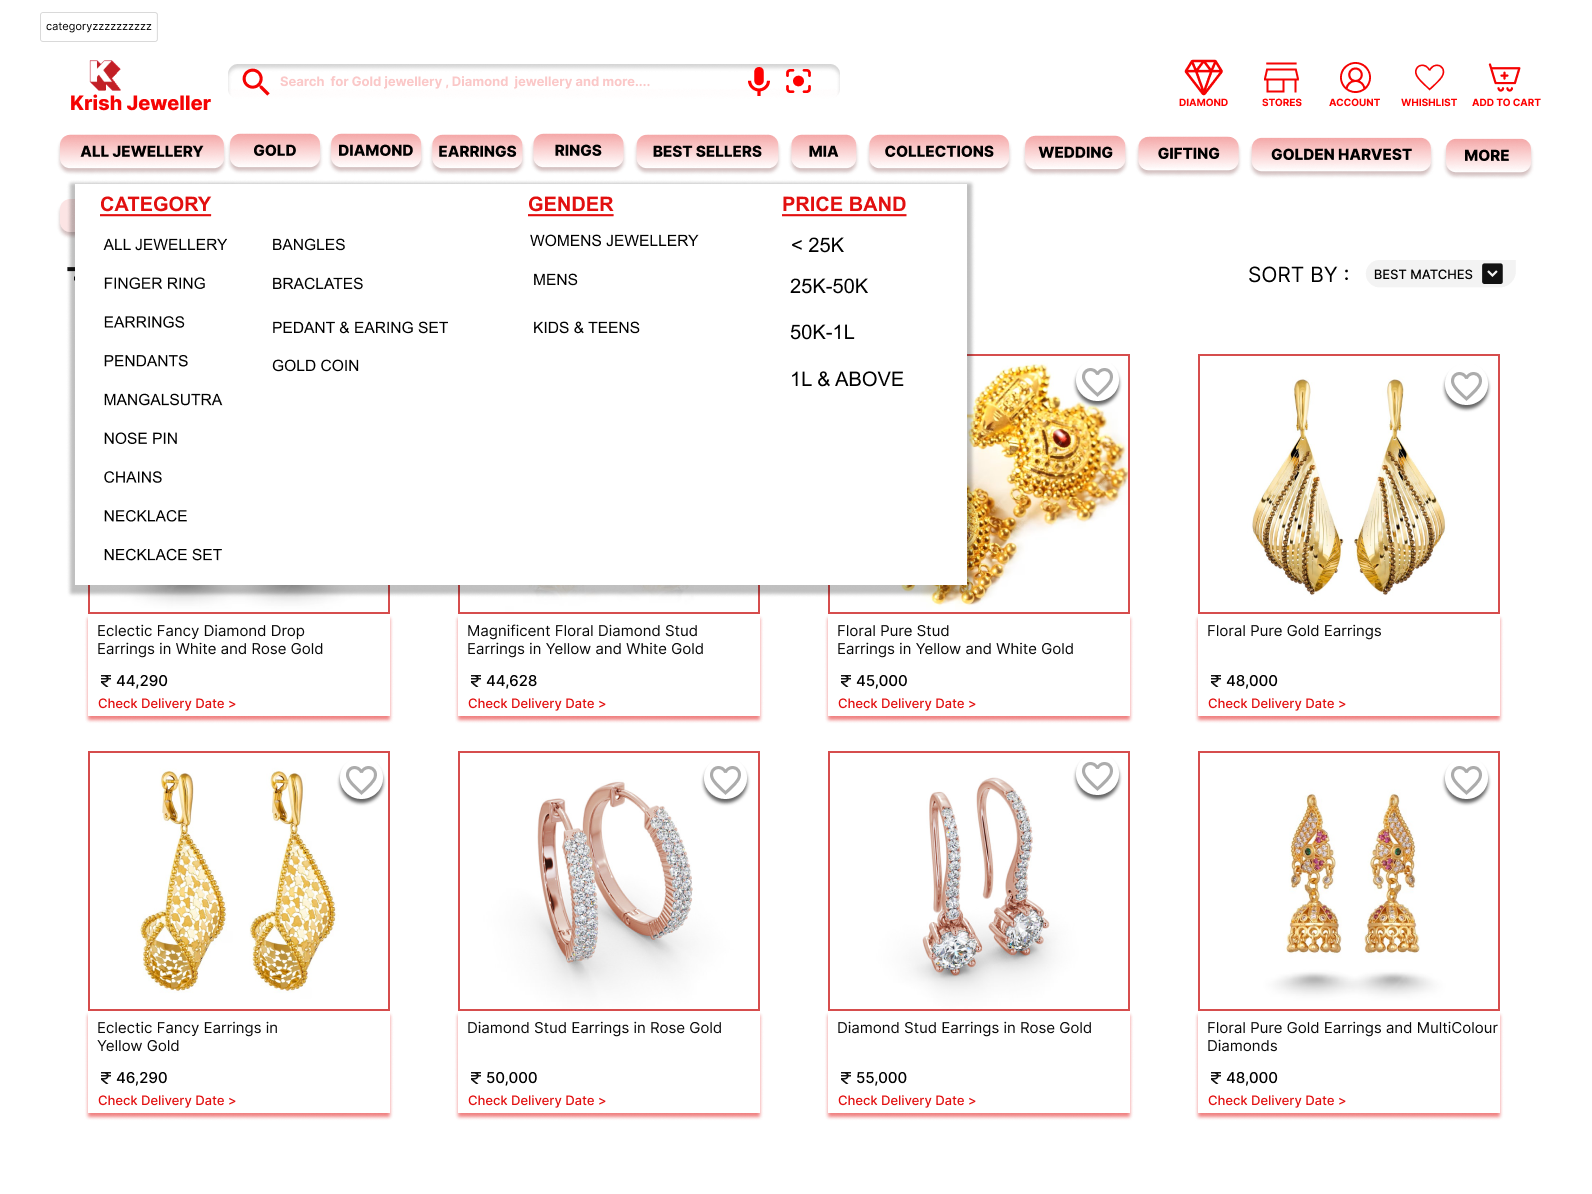 categoryzzzzzzzzzz
Krish Jeweller
Search for Gold jewellery , Diamond jewellery and more....
DIAMOND
STORES
ACCOUNT
WHISHLIST
ADD TO CART
ALL JEWELLERY
GOLD
DIAMOND
EARRINGS
RINGS
BEST SELLERS
MIA
COLLECTIONS
WEDDING
GIFTING
GOLDEN HARVEST
MORE
CATEGORY
ALL JEWELLERY
FINGER RING
EARRINGS
PENDANTS
MANGALSUTRA
NOSE PIN
CHAINS
NECKLACE
NECKLACE SET
BANGLES
BRACLATES
PEDANT & EARING SET
GOLD COIN
GENDER
WOMENS JEWELLERY
MENS
KIDS & TEENS
PRICE BAND
< 25K
25K-50K
50K-1L
1L & ABOVE
SORT BY :
BEST MATCHES
Eclectic Fancy Diamond Drop
Earrings in White and Rose Gold
₹ 44,290
Check Delivery Date >
Magnificent Floral Diamond Stud
Earrings in Yellow and White Gold
₹ 44,628
Check Delivery Date >
Floral Pure Stud
Earrings in Yellow and White Gold
₹ 45,000
Check Delivery Date >
Floral Pure Gold Earrings
₹ 48,000
Check Delivery Date >
Eclectic Fancy Earrings in
Yellow Gold
₹ 46,290
Check Delivery Date >
Diamond Stud Earrings in Rose Gold
₹ 50,000
Check Delivery Date >
Diamond Stud Earrings in Rose Gold
₹ 55,000
Check Delivery Date >
Floral Pure Gold Earrings and MultiColour
Diamonds
₹ 48,000
Check Delivery Date >